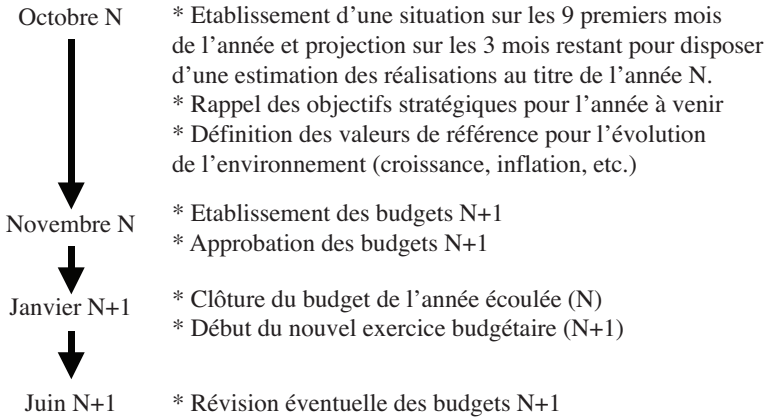 Octobre N
* Etablissement d’une situation sur les 9 premiers mois
de l’année et projection sur les 3 mois restant pour disposer
d’une estimation des réalisations au titre de l’année N.
* Rappel des objectifs stratégiques pour l’année à venir
* Définition des valeurs de référence pour l’évolution
de l’environnement (croissance, inflation, etc.)
Novembre N
* Etablissement des budgets N+1
* Approbation des budgets N+1
Janvier N+1
* Clôture du budget de l’année écoulée (N)
* Début du nouvel exercice budgétaire (N+1)
Juin N+1
* Révision éventuelle des budgets N+1